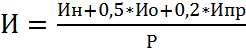 И = Ин+0,5*Ио+0,2*Ипр
Р